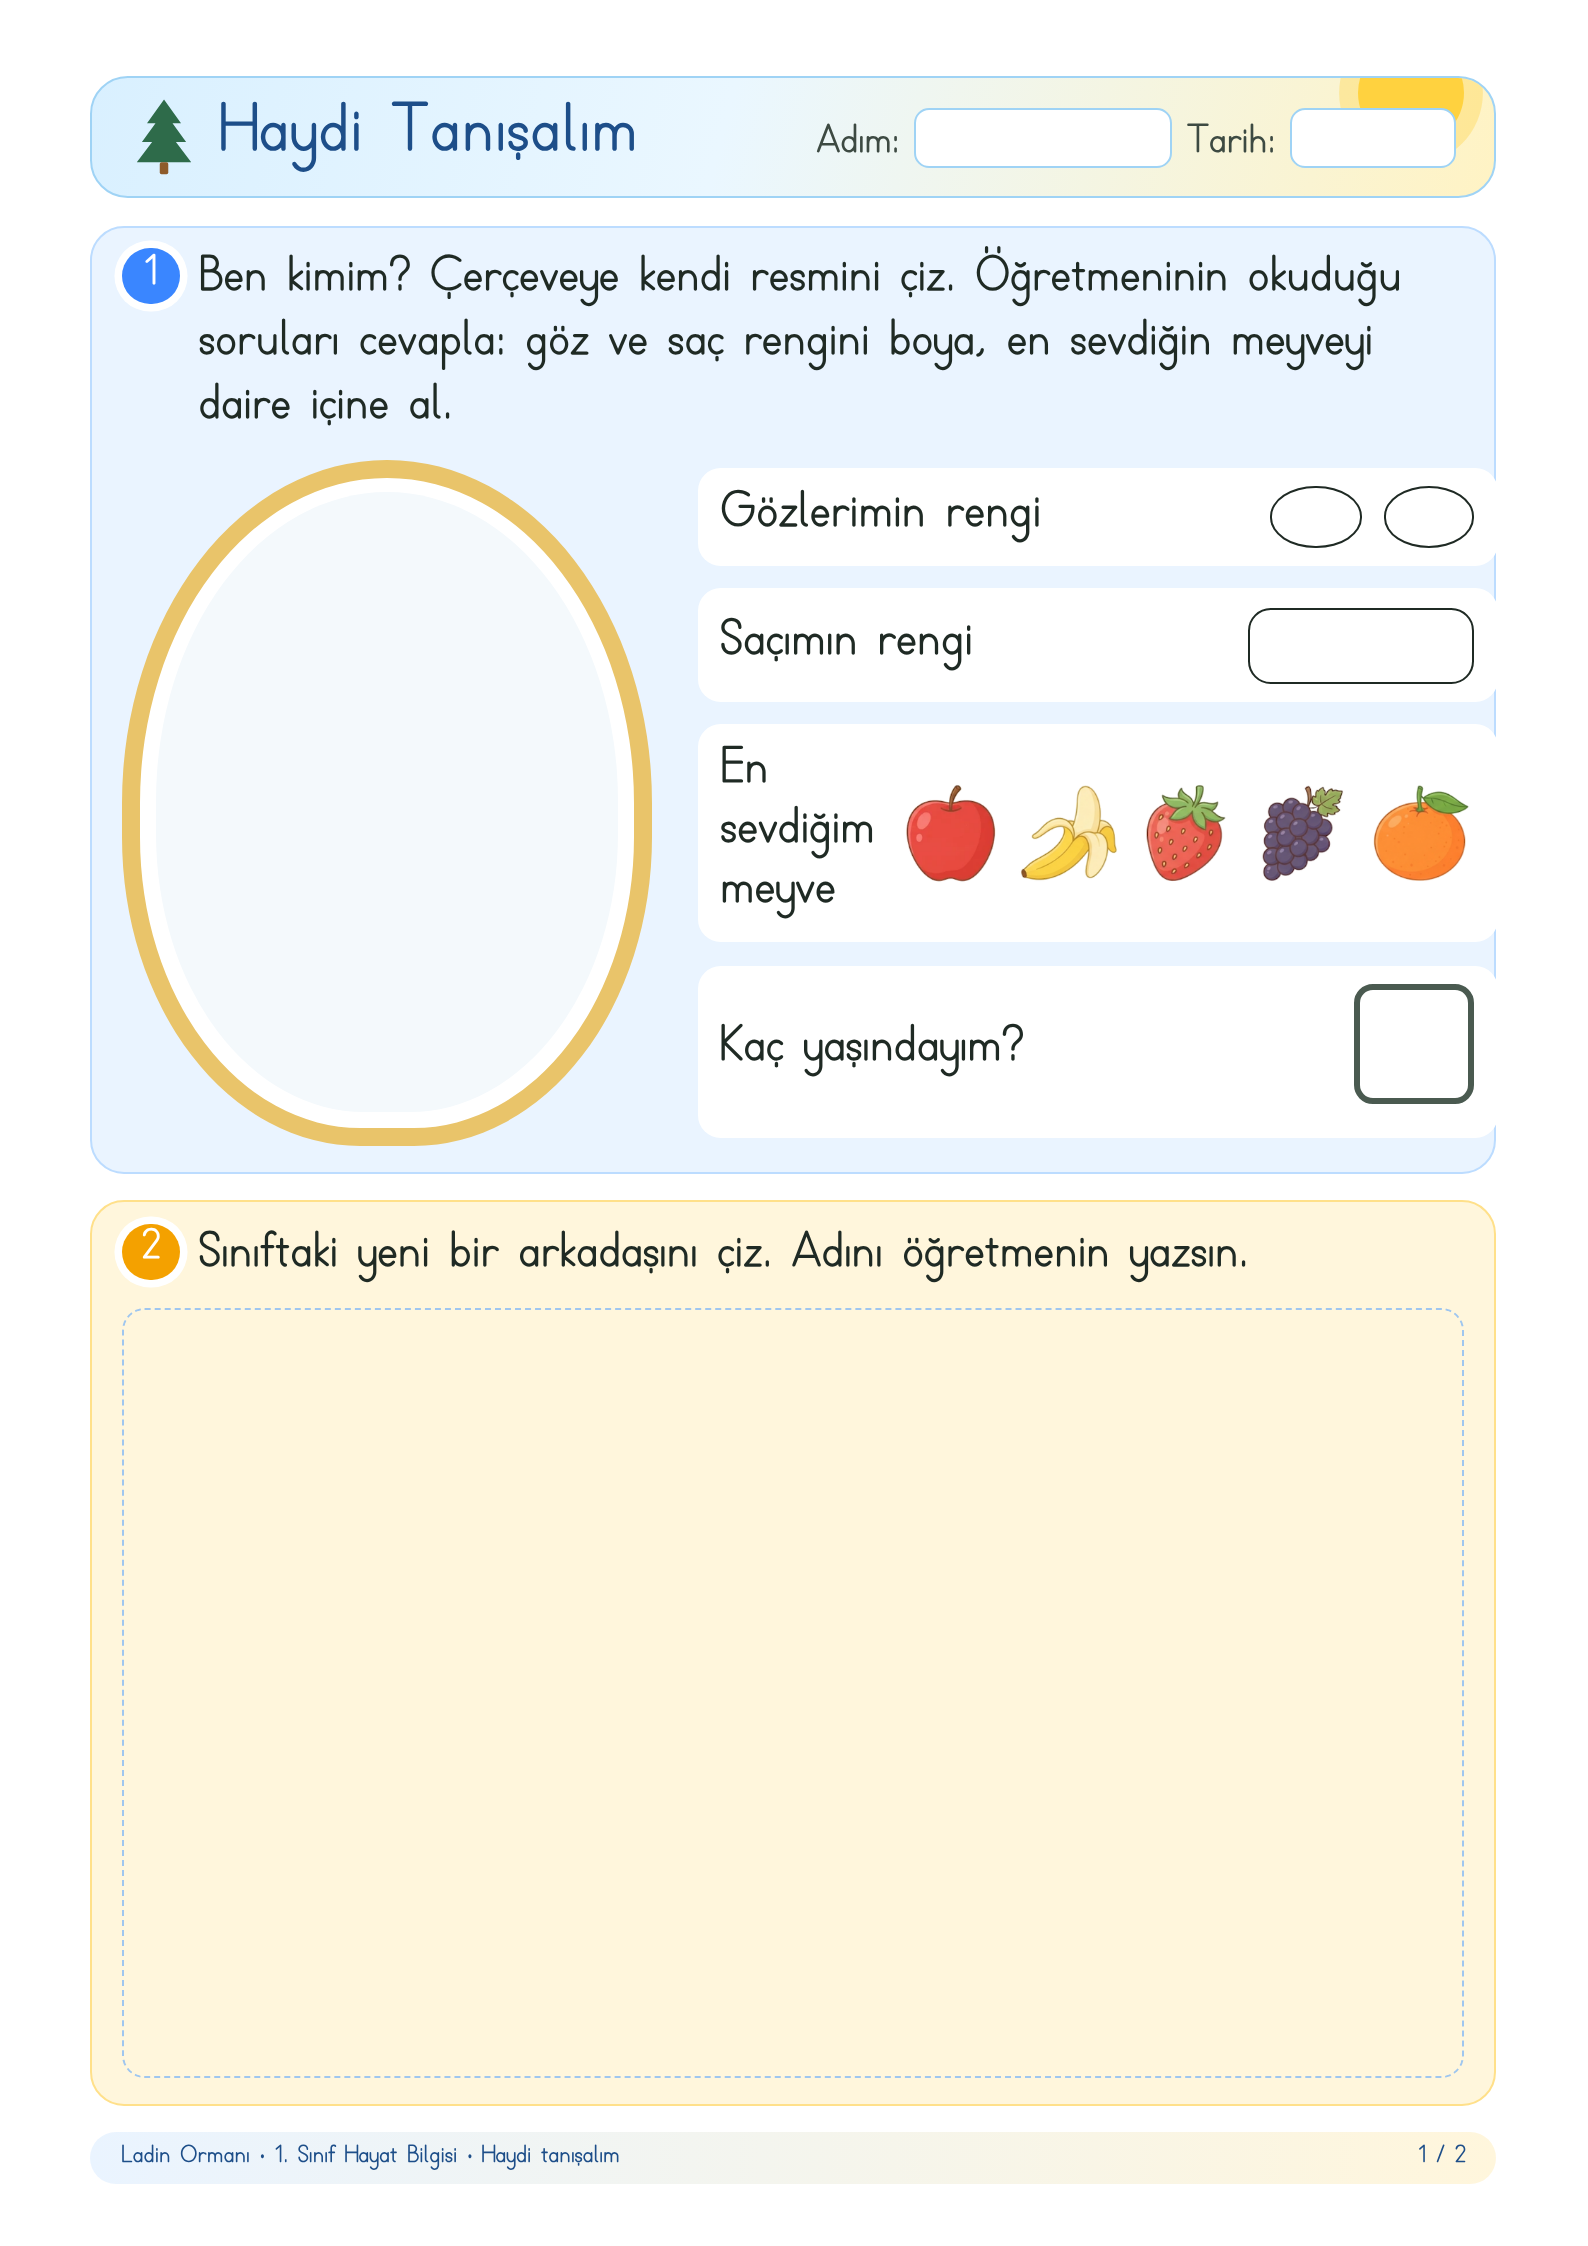 Haydi Tanışalım
Adım:
Tarih:
1
Ben kimim? Çerçeveye kendi resmini çiz. Öğretmeninin okuduğu
soruları cevapla: göz ve saç rengini boya, en sevdiğin meyveyi
daire içine al.
Gözlerimin rengi
Saçımın rengi
En
sevdiğim
meyve
Kaç yaşındayım?
2
Sınıftaki yeni bir arkadaşını çiz. Adını öğretmenin yazsın.
Ladin Ormanı • 1. Sınıf Hayat Bilgisi • Haydi tanışalım
1 / 2